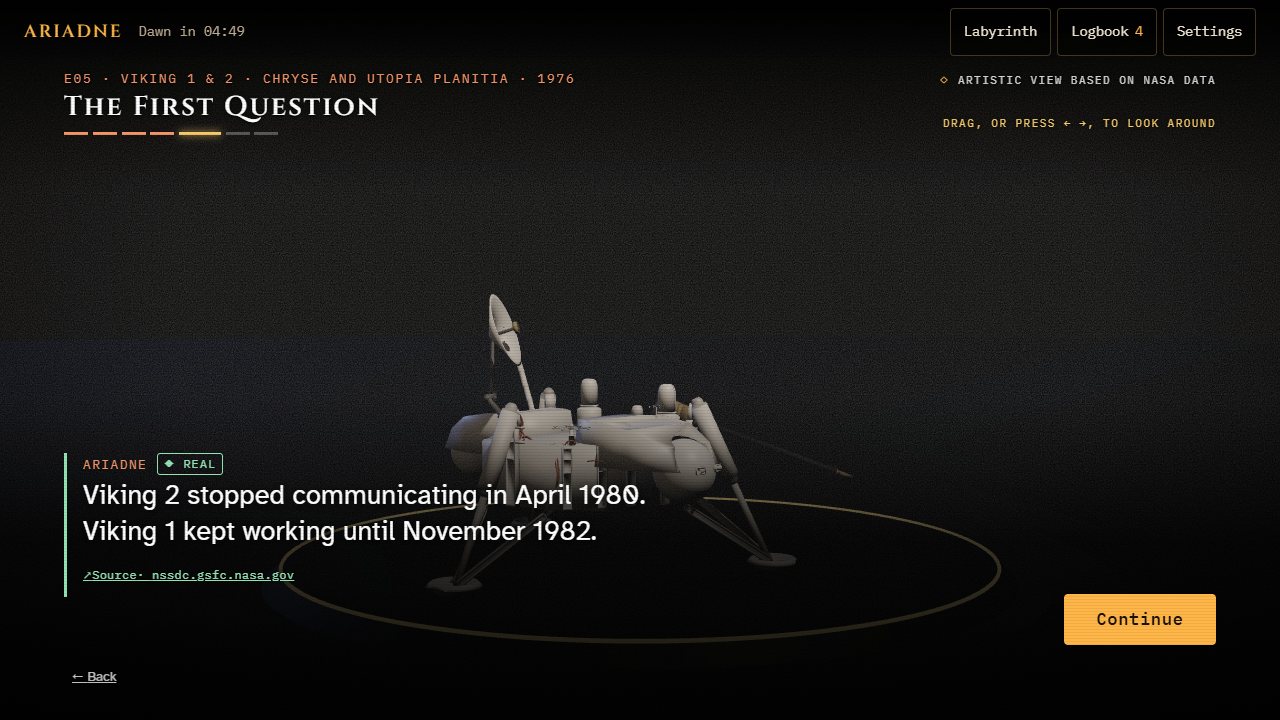 ARIADNE Dawn in 04:49 Labyrinth Logbook 4 Settings
E05 · VIKING 1 & 2 · CHRYSE AND UTOPIA PLANITIA · 1976
The First Question
◇ ARTISTIC VIEW BASED ON NASA DATA
DRAG, OR PRESS ← →, TO LOOK AROUND
ARIADNE ◆ REAL
Viking 2 stopped communicating in April 1980.
Viking 1 kept working until November 1982.
↗Source· nssdc.gsfc.nasa.gov
Continue
← Back